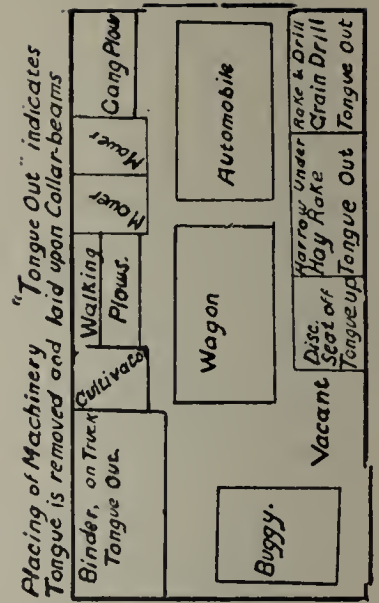 Placing of Machinery "Tongue Out" indicates
Tongue is removed and laid upon Collar-beams
Binder, on Truck
Tongue Out.
Cultivator
Walking
Plows.
Mower
Mower
Gang Plow
Buggy.
Wagon
Automobile
Vacant
Disc.
Seat off
Tongue up
Harrow Under
Hay Rake
Tongue Out
Rake & Drill
Grain Drill
Tongue Out